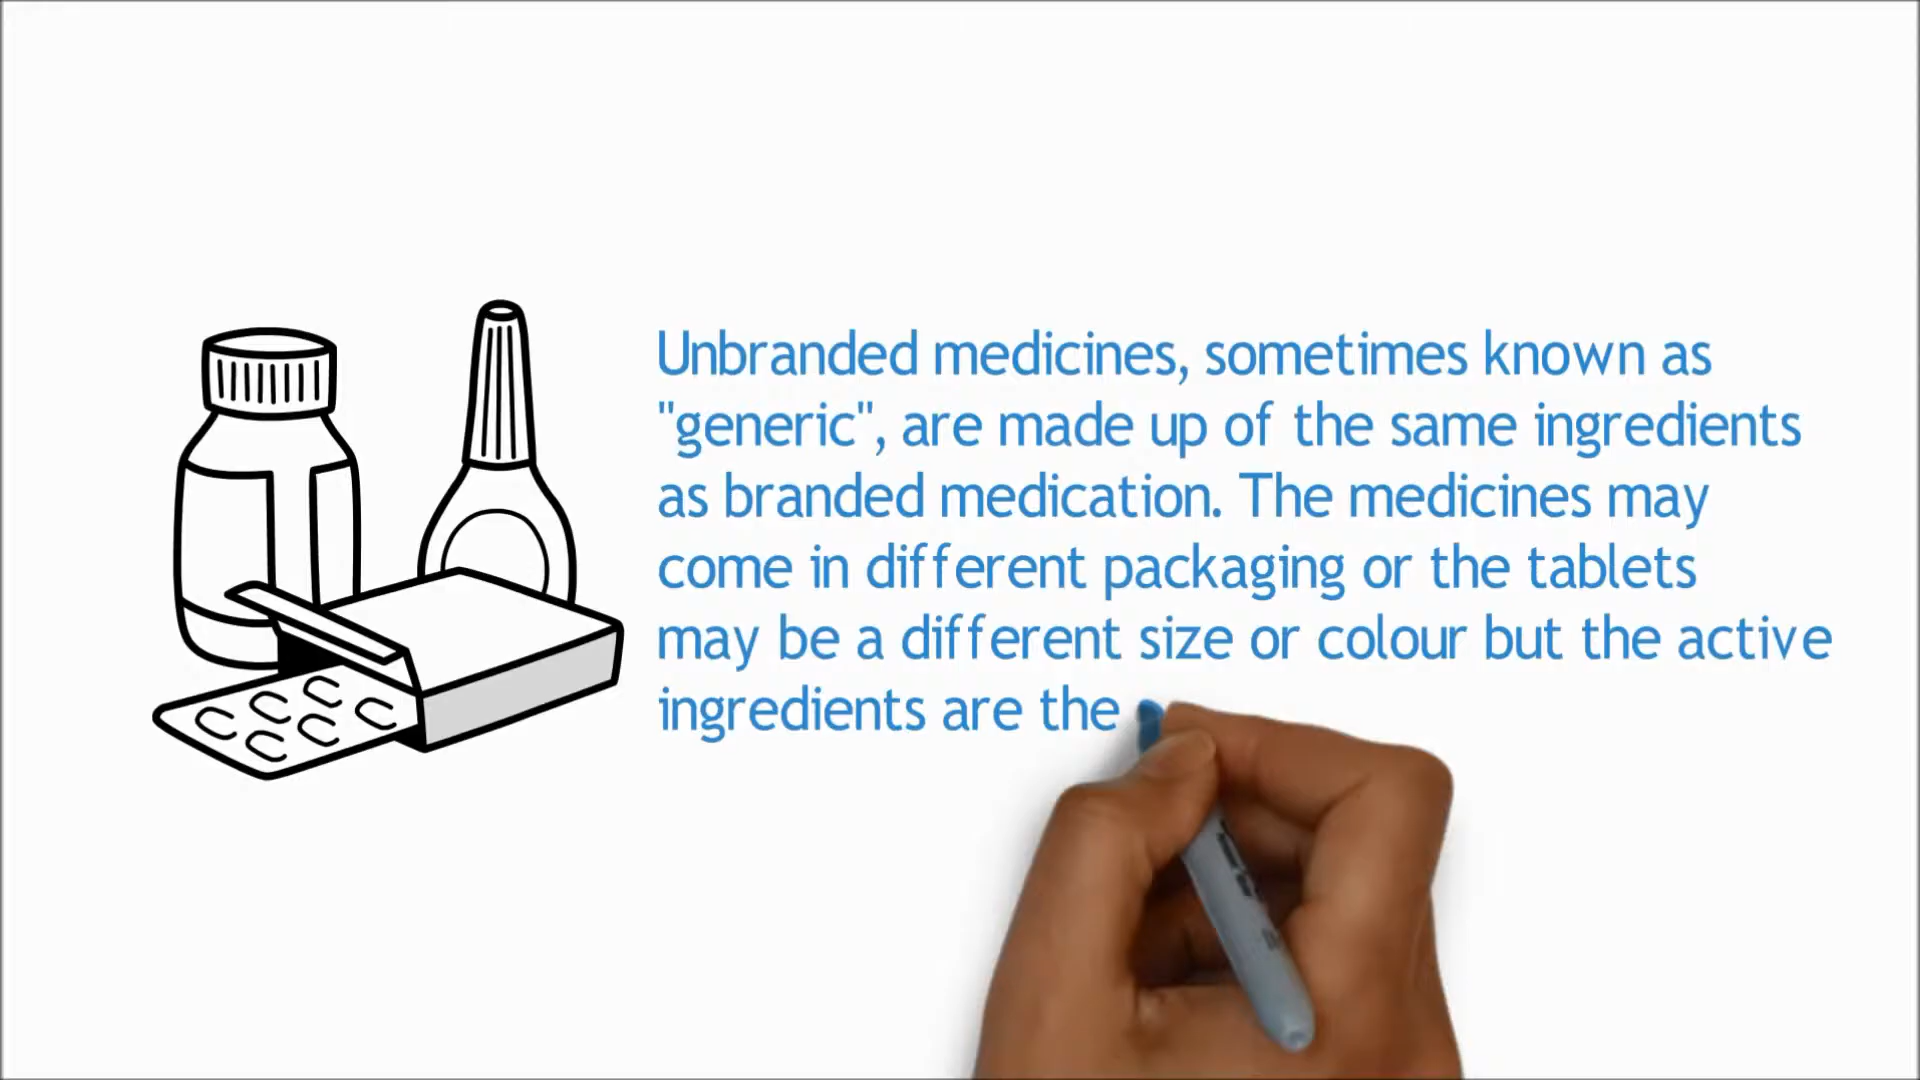 Unbranded medicines, sometimes known as
"generic", are made up of the same ingredients
as branded medication. The medicines may
come in different packaging or the tablets
may be a different size or colour but the active
ingredients are the